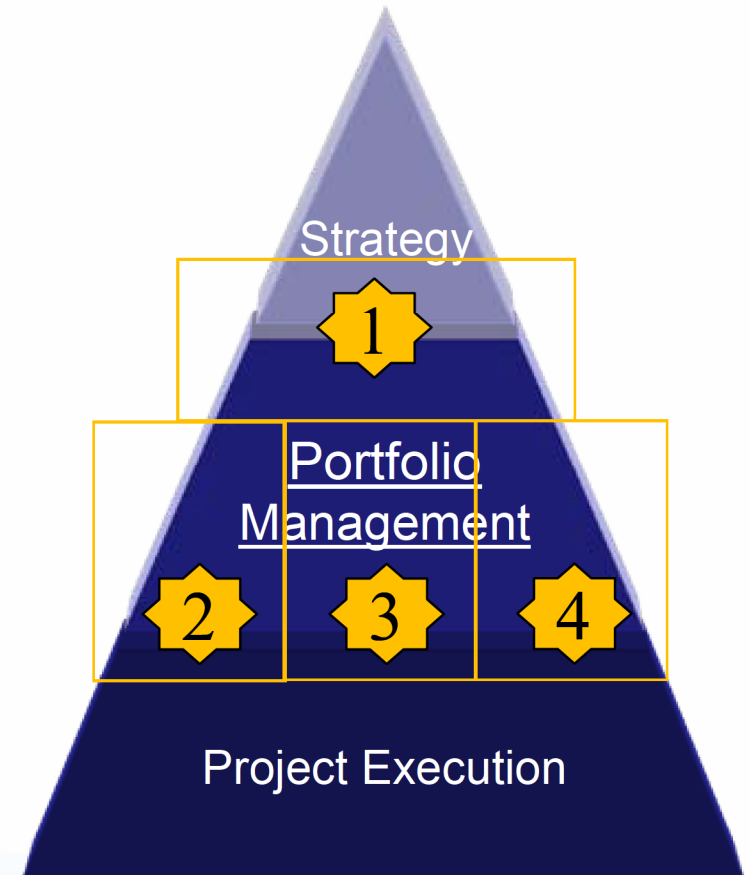 Strategy
1
Portfolio
Management
2 3 4
Project Execution